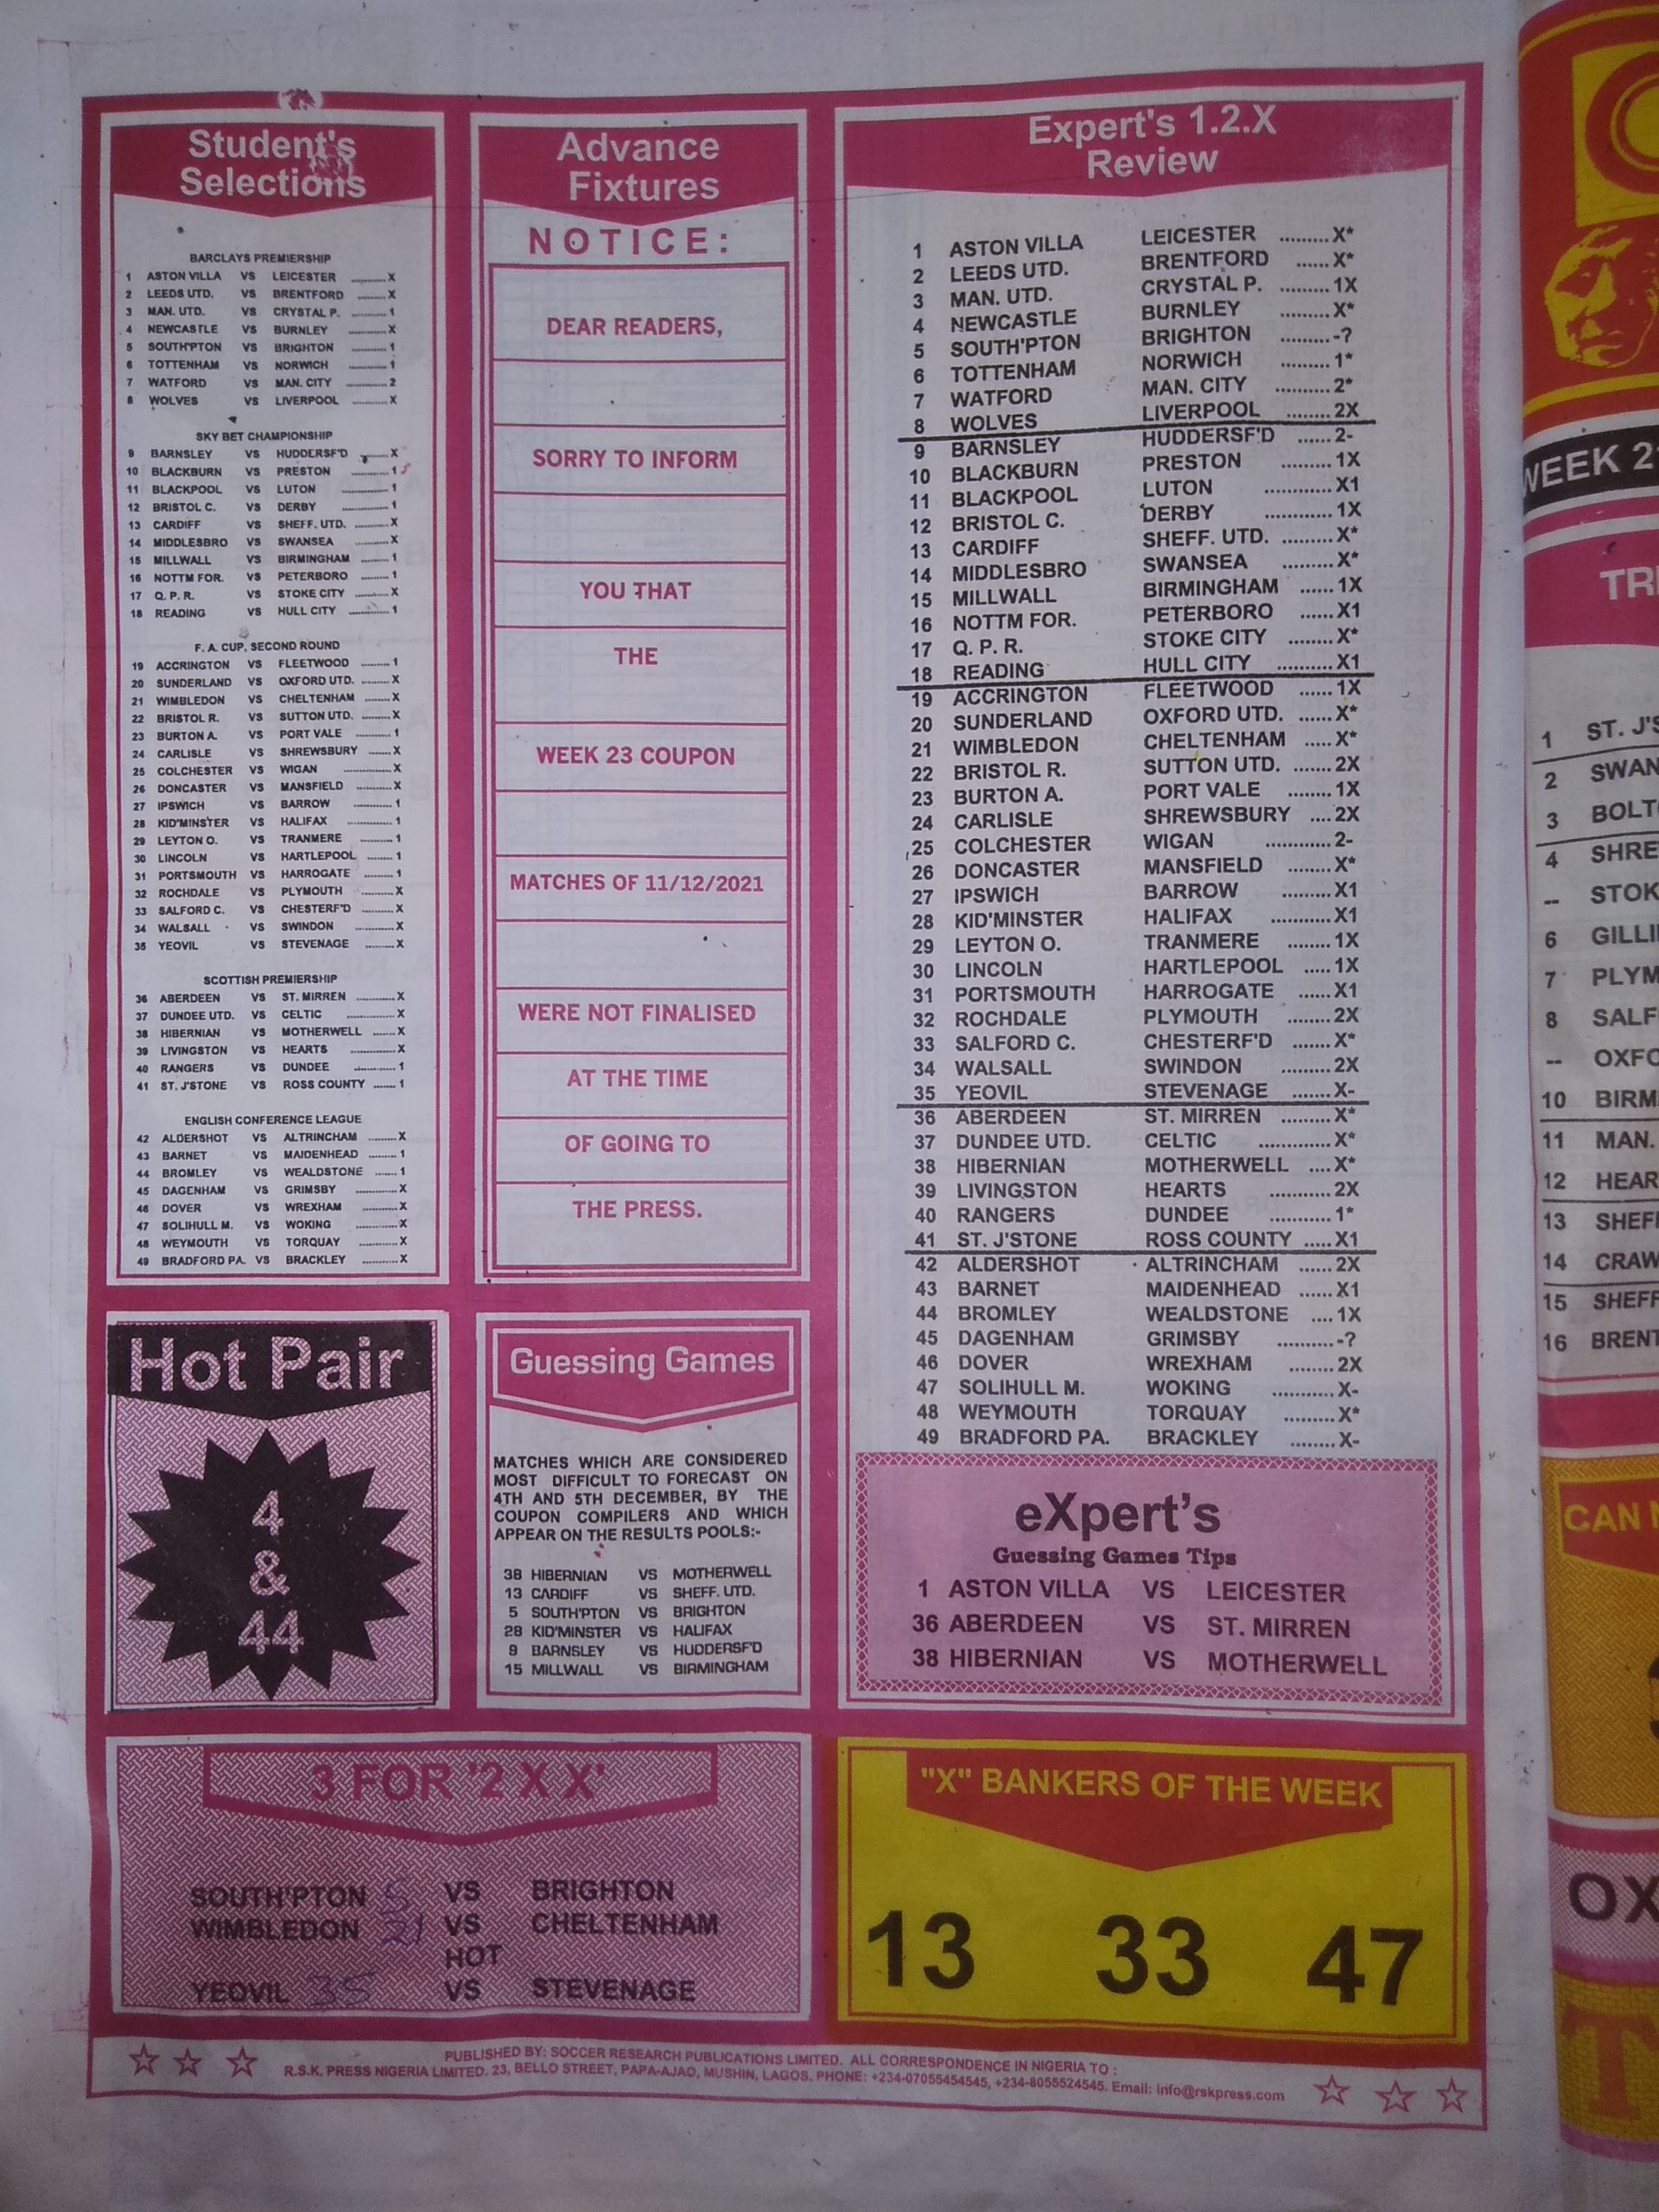 Student's
Selections
BARCLAYS PREMIERSHIP
1 ASTON VILLA VS LEICESTER ..........X
2 LEEDS UTD. VS BRENTFORD ........X
3 MAN. UTD. VS CRYSTAL P. ..........1
4 NEWCASTLE VS BURNLEY ...........X
5 SOUTH'PTON VS BRIGHTON ...........1
6 TOTTENHAM VS NORWICH ...........1
7 WATFORD VS MAN. CITY ...........2
8 WOLVES VS LIVERPOOL ..........X
SKY BET CHAMPIONSHIP
9 BARNSLEY VS HUDDERSF'D ........X
10 BLACKBURN VS PRESTON ...........1
11 BLACKPOOL VS LUTON ..............1
12 BRISTOL C. VS DERBY ..............1
13 CARDIFF VS SHEFF. UTD. .........X
14 MIDDLESBRO VS SWANSEA ..........X
15 MILLWALL VS BIRMINGHAM ........1
16 NOTTM FOR. VS PETERBORO .........1
17 Q. P. R. VS STOKE CITY .........X
18 READING VS HULL CITY ............1
F. A. CUP, SECOND ROUND
19 ACCRINGTON VS FLEETWOOD .........1
20 SUNDERLAND VS OXFORD UTD. ........X
21 WIMBLEDON VS CHELTENHAM .......X
22 BRISTOL R. VS SUTTON UTD. ........X
23 BURTON A. VS PORT VALE ..........1
24 CARLISLE VS SHREWSBURY ......X
25 COLCHESTER VS WIGAN ..............X
26 DONCASTER VS MANSFIELD ........X
27 IPSWICH VS BARROW ............1
28 KID'MINSTER VS HALIFAX .............1
29 LEYTON O. VS TRANMERE .........1
30 LINCOLN VS HARTLEPOOL ........1
31 PORTSMOUTH VS HARROGATE .........1
32 ROCHDALE VS PLYMOUTH .........X
33 SALFORD C. VS CHESTERF'D .........X
34 WALSALL VS SWINDON ...........X
35 YEOVIL VS STEVENAGE .........X
SCOTTISH PREMIERSHIP
36 ABERDEEN VS ST. MIRREN ...........X
37 DUNDEE UTD. VS CELTIC ..............X
38 HIBERNIAN VS MOTHERWELL .......X
39 LIVINGSTON VS HEARTS .............X
40 RANGERS VS DUNDEE .............1
41 ST. J'STONE VS ROSS COUNTY .......1
ENGLISH CONFERENCE LEAGUE
42 ALDERSHOT VS ALTRINCHAM .........X
43 BARNET VS MAIDENHEAD .........1
44 BROMLEY VS WEALDSTONE .......1
45 DAGENHAM VS GRIMSBY .............X
46 DOVER VS WREXHAM ...........X
47 SOLIHULL M. VS WOKING .............X
48 WEYMOUTH VS TORQUAY ............X
49 BRADFORD PA. VS BRACKLEY ...........X
Advance
Fixtures
NOTICE:
DEAR READERS,
SORRY TO INFORM
YOU THAT
THE
WEEK 23 COUPON
MATCHES OF 11/12/2021
WERE NOT FINALISED
AT THE TIME
OF GOING TO
THE PRESS.
Expert's 1.2.X
Review
1 ASTON VILLA LEICESTER .........X*
2 LEEDS UTD. BRENTFORD ......X*
3 MAN. UTD. CRYSTAL P. .........1X
4 NEWCASTLE BURNLEY .........X*
5 SOUTH'PTON BRIGHTON .........-?
6 TOTTENHAM NORWICH .........1*
7 WATFORD MAN. CITY ..........2*
8 WOLVES LIVERPOOL ........2X
9 BARNSLEY HUDDERSF'D ......2-
10 BLACKBURN PRESTON .........1X
11 BLACKPOOL LUTON ............X1
12 BRISTOL C. DERBY ............1X
13 CARDIFF SHEFF. UTD. .........X*
14 MIDDLESBRO SWANSEA .........X*
15 MILLWALL BIRMINGHAM ......1X
16 NOTTM FOR. PETERBORO ......X1
17 Q. P. R. STOKE CITY ........X*
18 READING HULL CITY ..........X1
19 ACCRINGTON FLEETWOOD ......1X
20 SUNDERLAND OXFORD UTD. ......X*
21 WIMBLEDON CHELTENHAM .....X*
22 BRISTOL R. SUTTON UTD. .......2X
23 BURTON A. PORT VALE ........1X
24 CARLISLE SHREWSBURY ....2X
25 COLCHESTER WIGAN ............2-
26 DONCASTER MANSFIELD ........X*
27 IPSWICH BARROW ..........X1
28 KID'MINSTER HALIFAX ...........X1
29 LEYTON O. TRANMERE ........1X
30 LINCOLN HARTLEPOOL .....1X
31 PORTSMOUTH HARROGATE ......X1
32 ROCHDALE PLYMOUTH ........2X
33 SALFORD C. CHESTERF'D .......X*
34 WALSALL SWINDON .........2X
35 YEOVIL STEVENAGE .......X-
36 ABERDEEN ST. MIRREN .......X*
37 DUNDEE UTD. CELTIC ............X*
38 HIBERNIAN MOTHERWELL ....X*
39 LIVINGSTON HEARTS ...........2X
40 RANGERS DUNDEE ...........1*
41 ST. J'STONE ROSS COUNTY .....X1
42 ALDERSHOT ALTRINCHAM ......2X
43 BARNET MAIDENHEAD ......X1
44 BROMLEY WEALDSTONE ....1X
45 DAGENHAM GRIMSBY ..........-?
46 DOVER WREXHAM ........2X
47 SOLIHULL M. WOKING ...........X-
48 WEYMOUTH TORQUAY .........X*
49 BRADFORD PA. BRACKLEY ........X-
Hot Pair
4
&
44
Guessing Games
MATCHES WHICH ARE CONSIDERED
MOST DIFFICULT TO FORECAST ON
4TH AND 5TH DECEMBER, BY THE
COUPON COMPILERS AND WHICH
APPEAR ON THE RESULTS POOLS:-
38 HIBERNIAN VS MOTHERWELL
13 CARDIFF VS SHEFF. UTD.
5 SOUTH'PTON VS BRIGHTON
28 KID'MINSTER VS HALIFAX
9 BARNSLEY VS HUDDERSF'D
15 MILLWALL VS BIRMINGHAM
eXpert's
Guessing Games Tips
1 ASTON VILLA VS LEICESTER
36 ABERDEEN VS ST. MIRREN
38 HIBERNIAN VS MOTHERWELL
3 FOR '2 X X'
SOUTH'PTON 5 VS BRIGHTON
WIMBLEDON 21 VS CHELTENHAM
HOT
YEOVIL 35 VS STEVENAGE
"X" BANKERS OF THE WEEK
13 33 47
PUBLISHED BY: SOCCER RESEARCH PUBLICATIONS LIMITED. ALL CORRESPONDENCE IN NIGERIA TO :
R.S.K. PRESS NIGERIA LIMITED. 23, BELLO STREET, PAPA-AJAO, MUSHIN, LAGOS. PHONE: +234-07055454545, +234-8055524545. Email: info@rskpress.com
WEEK 2
TR
1 ST. J'S
2 SWAN
3 BOLT
4 SHRE
-- STOK
6 GILLI
7 PLYM
8 SALF
-- OXFO
10 BIRM
11 MAN.
12 HEAR
13 SHEF
14 CRAW
15 SHEFF
16 BRENT
CAN
OX
T